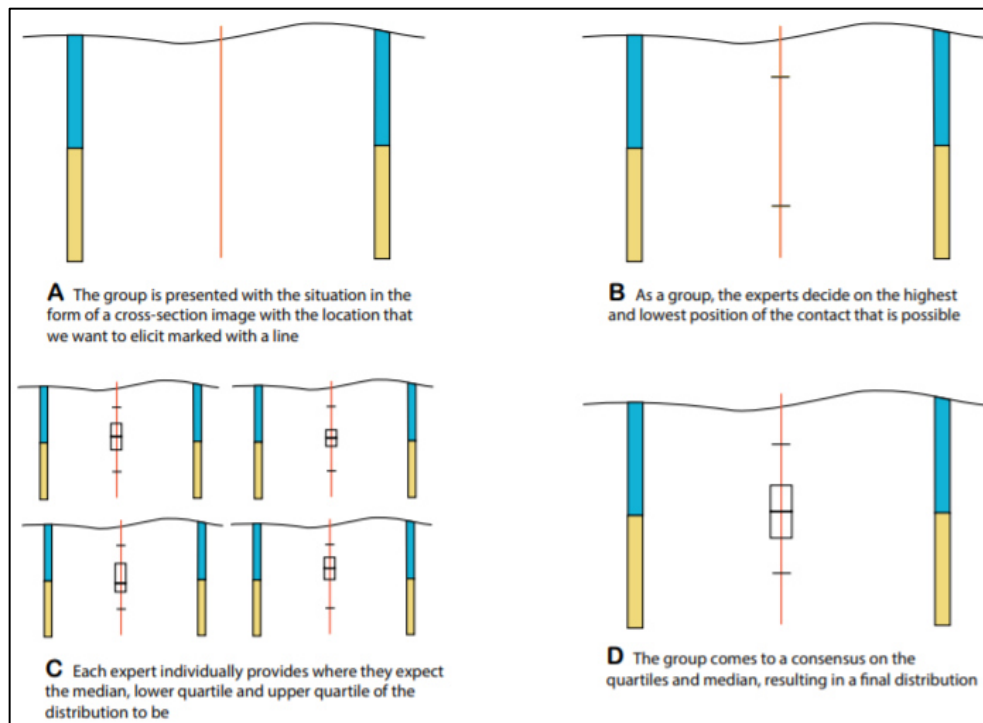 A The group is presented with the situation in the
form of a cross-section image with the location that
we want to elicit marked with a line
B As a group, the experts decide on the highest
and lowest position of the contact that is possible
C Each expert individually provides where they expect
the median, lower quartile and upper quartile of the
distribution to be
D The group comes to a consensus on the
quartiles and median, resulting in a final distribution